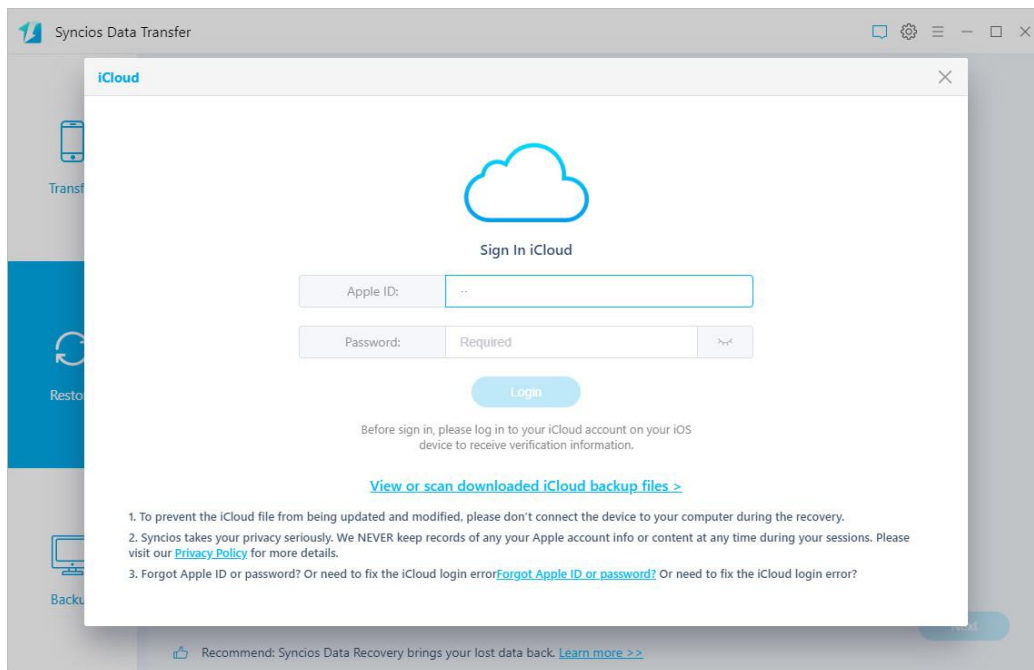 Syncios Data Transfer
iCloud
Transf
Sign In iCloud
Apple ID:
Password:
Required
Resto
Login
Before sign in, please log in to your iCloud account on your iOS
device to receive verification information.
View or scan downloaded iCloud backup files >
1. To prevent the iCloud file from being updated and modified, please don't connect the device to your computer during the recovery.
2. Syncios takes your privacy seriously. We NEVER keep records of any your Apple account info or content at any time during your sessions. Please
visit our Privacy Policy for more details.
3. Forgot Apple ID or password? Or need to fix the iCloud login errorForgot Apple ID or password? Or need to fix the iCloud login error?
Backu
Next
Recommend: Syncios Data Recovery brings your lost data back. Learn more >>